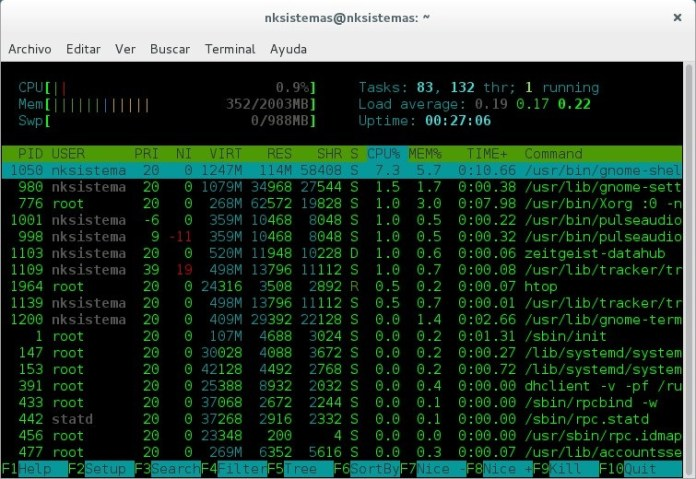 nksistemas@nksistemas: ~
Archivo Editar Ver Buscar Terminal Ayuda
CPU[|| 0.9%] Tasks: 83, 132 thr; 1 running
Mem[||||||||||||| 352/2003MB] Load average: 0.19 0.17 0.22
Swp[ 0/988MB] Uptime: 00:27:06
PID USER PRI NI VIRT RES SHR S CPU% MEM% TIME+ Command
1050 nksistema 20 0 1247M 114M 58408 S 7.3 5.7 0:10.66 /usr/bin/gnome-shel
980 nksistema 20 0 1079M 34968 27544 S 1.5 1.7 0:00.38 /usr/lib/gnome-sett
776 root 20 0 268M 62572 19828 S 1.0 3.0 0:07.98 /usr/bin/Xorg :0 -n
1001 nksistema -6 0 359M 10468 8048 S 1.0 0.5 0:00.22 /usr/bin/pulseaudio
998 nksistema 9 -11 359M 10468 8048 S 1.0 0.5 0:00.32 /usr/bin/pulseaudio
1103 nksistema 20 0 520M 11948 10228 D 1.0 0.6 0:00.06 zeitgeist-datahub
1109 nksistema 39 19 498M 13796 11112 S 1.0 0.7 0:00.08 /usr/lib/tracker/tr
1964 root 20 0 24316 3508 2892 R 0.5 0.2 0:00.07 htop
1139 nksistema 20 0 498M 13796 11112 S 0.5 0.7 0:00.01 /usr/lib/tracker/tr
1200 nksistema 20 0 409M 29392 22128 S 0.0 1.4 0:02.66 /usr/lib/gnome-term
1 root 20 0 107M 4688 3024 S 0.0 0.2 0:01.31 /sbin/init
147 root 20 0 30028 4088 3672 S 0.0 0.2 0:00.27 /lib/systemd/system
153 root 20 0 42128 4492 2768 S 0.0 0.2 0:00.72 /lib/systemd/system
391 root 20 0 25388 8932 2032 S 0.0 0.4 0:00.00 dhclient -v -pf /ru
433 root 20 0 37068 2672 2244 S 0.0 0.1 0:00.00 /sbin/rpcbind -w
442 statd 20 0 37268 2916 2332 S 0.0 0.1 0:00.00 /sbin/rpc.statd
456 root 20 0 23348 200 4 S 0.0 0.0 0:00.00 /usr/sbin/rpc.idmap
477 root 20 0 269M 6352 5616 S 0.0 0.3 0:00.07 /usr/lib/accountsse
F1Help F2Setup F3SearchF4FilterF5Tree F6SortByF7Nice -F8Nice +F9Kill F10Quit